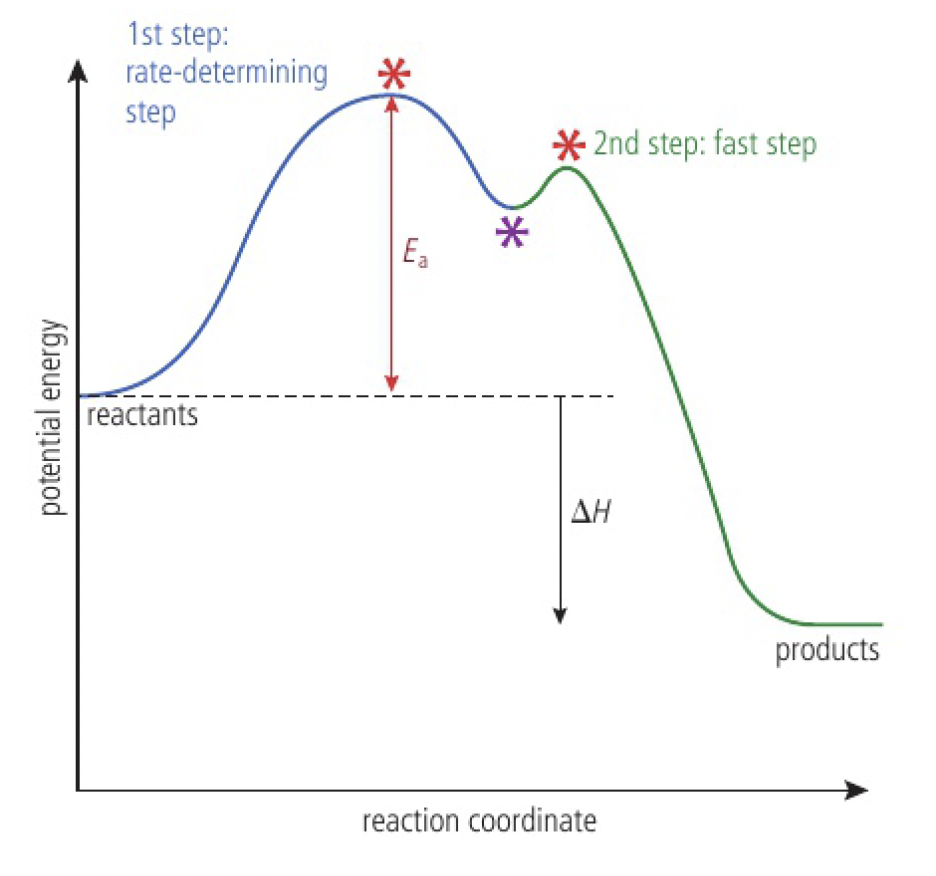 1st step:
rate-determining
step
2nd step: fast step
Eₐ
potential energy
reactants
ΔH
products
reaction coordinate